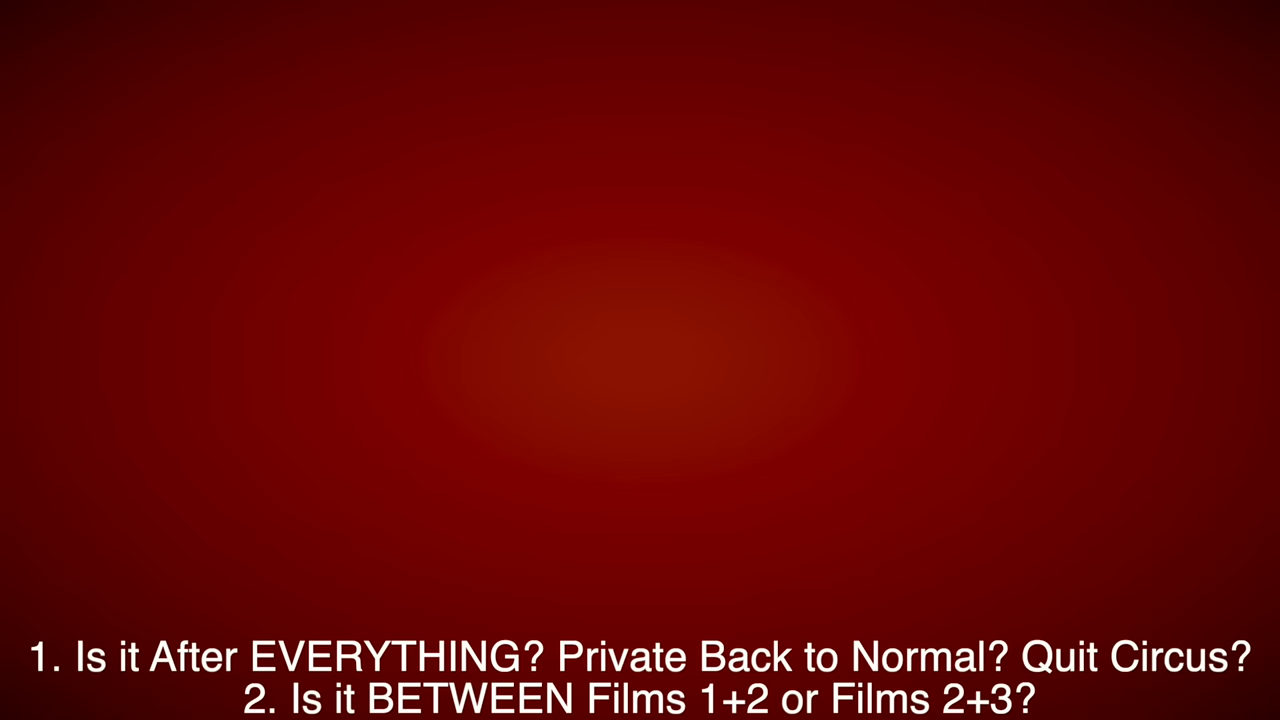 1. Is it After EVERYTHING? Private Back to Normal? Quit Circus?
2. Is it BETWEEN Films 1+2 or Films 2+3?